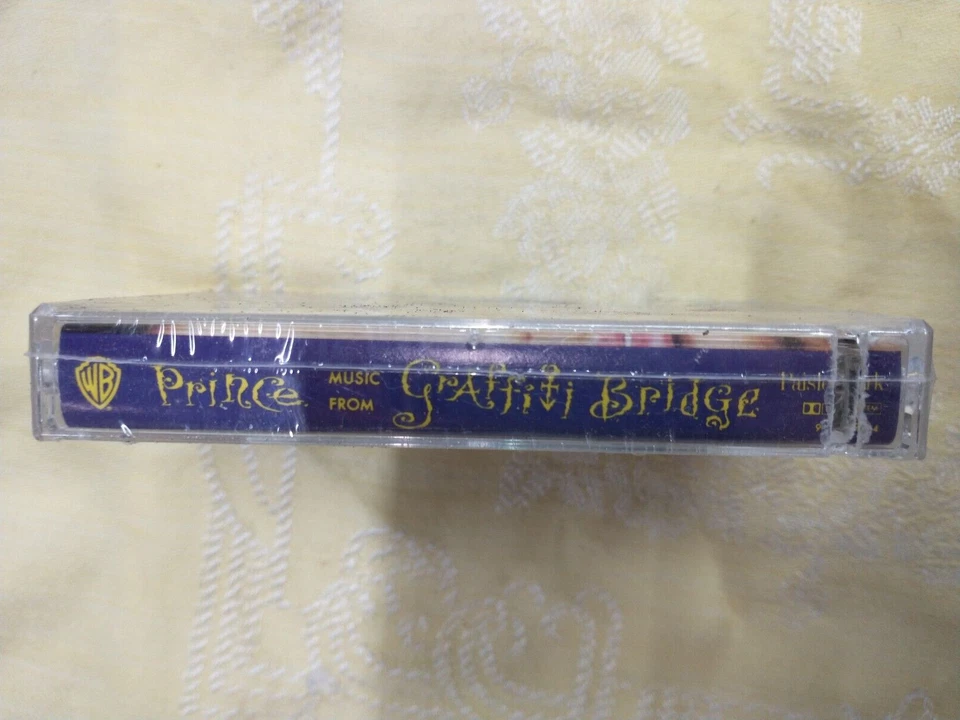 WB
Prince
MUSIC
FROM
Graffiti Bridge